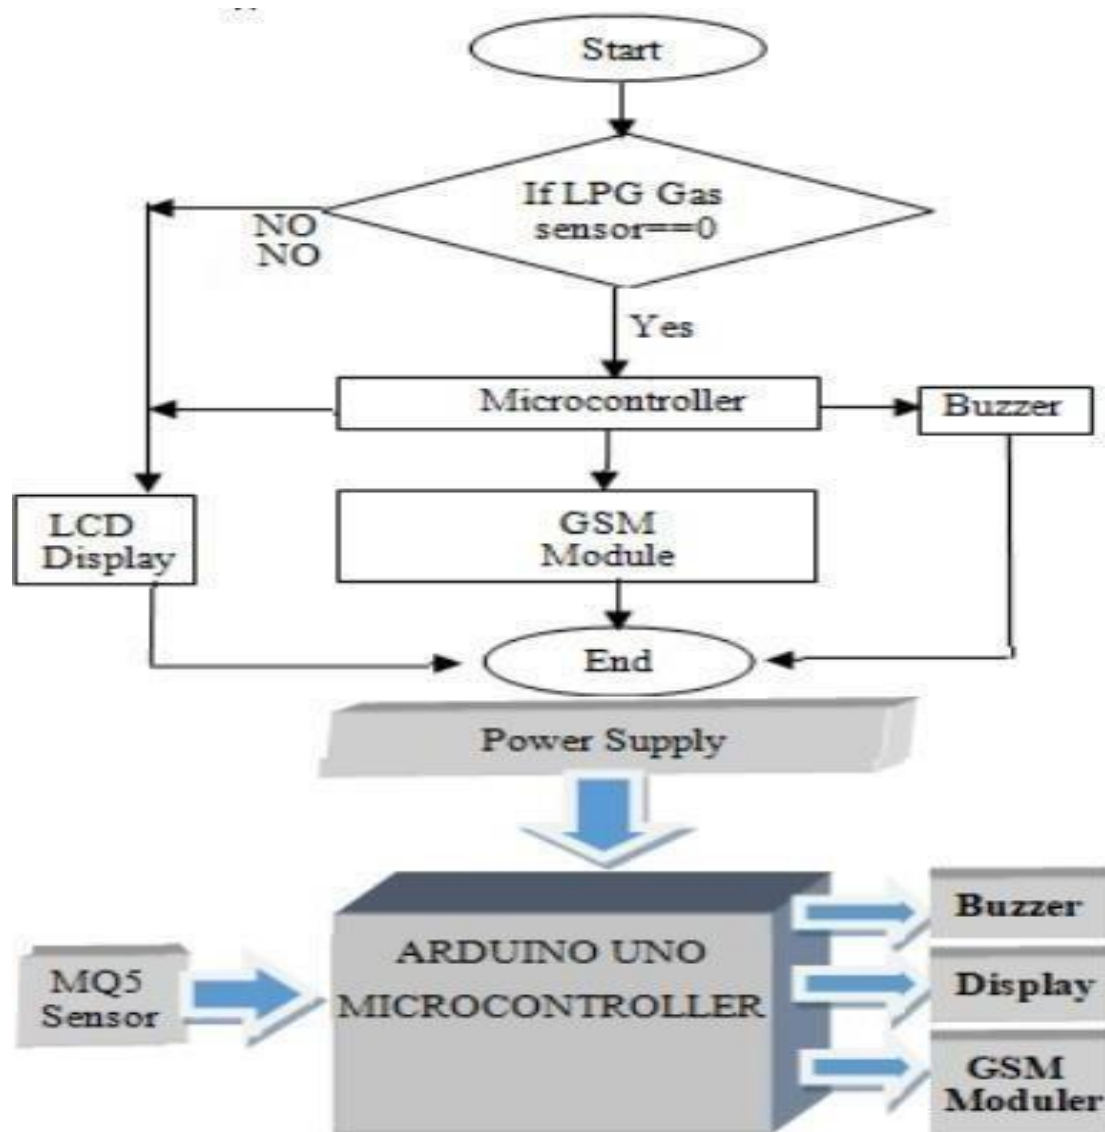 Start
If LPG Gas
sensor==0
NO
NO
Yes
Microcontroller
Buzzer
LCD
Display
GSM
Module
End
Power Supply
ARDUINO UNO
MICROCONTROLLER
MQ5
Sensor
Buzzer
Display
GSM
Moduler